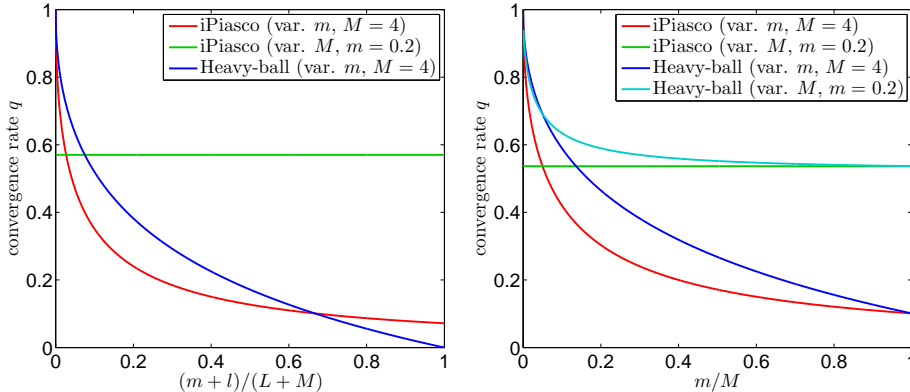 iPiasco (var. m, M = 4)
iPiasco (var. M, m = 0.2)
Heavy-ball (var. m, M = 4)
convergence rate q
1
0.8
0.6
0.4
0.2
0
0 0.2 0.4 0.6 0.8 1
(m + l)/(L + M)
iPiasco (var. m, M = 4)
iPiasco (var. M, m = 0.2)
Heavy-ball (var. m, M = 4)
Heavy-ball (var. M, m = 0.2)
convergence rate q
1
0.8
0.6
0.4
0.2
0
0 0.2 0.4 0.6 0.8 1
m/M